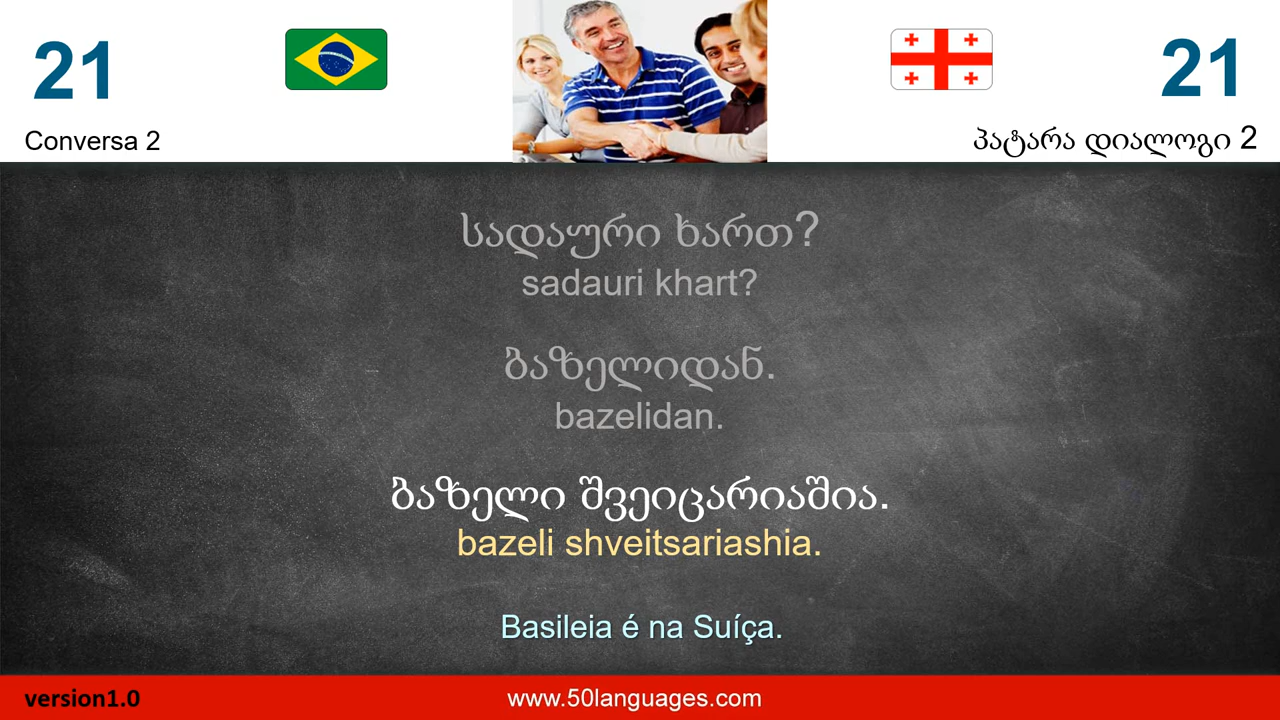 21
21
Conversa 2
პატარა დიალოგი 2
სადაური ხართ?
sadauri khart?
ბაზელიდან.
bazelidan.
ბაზელი შვეიცარიაშია.
bazeli shveitsariashia.
Basileia é na Suíça.
version1.0
www.50languages.com